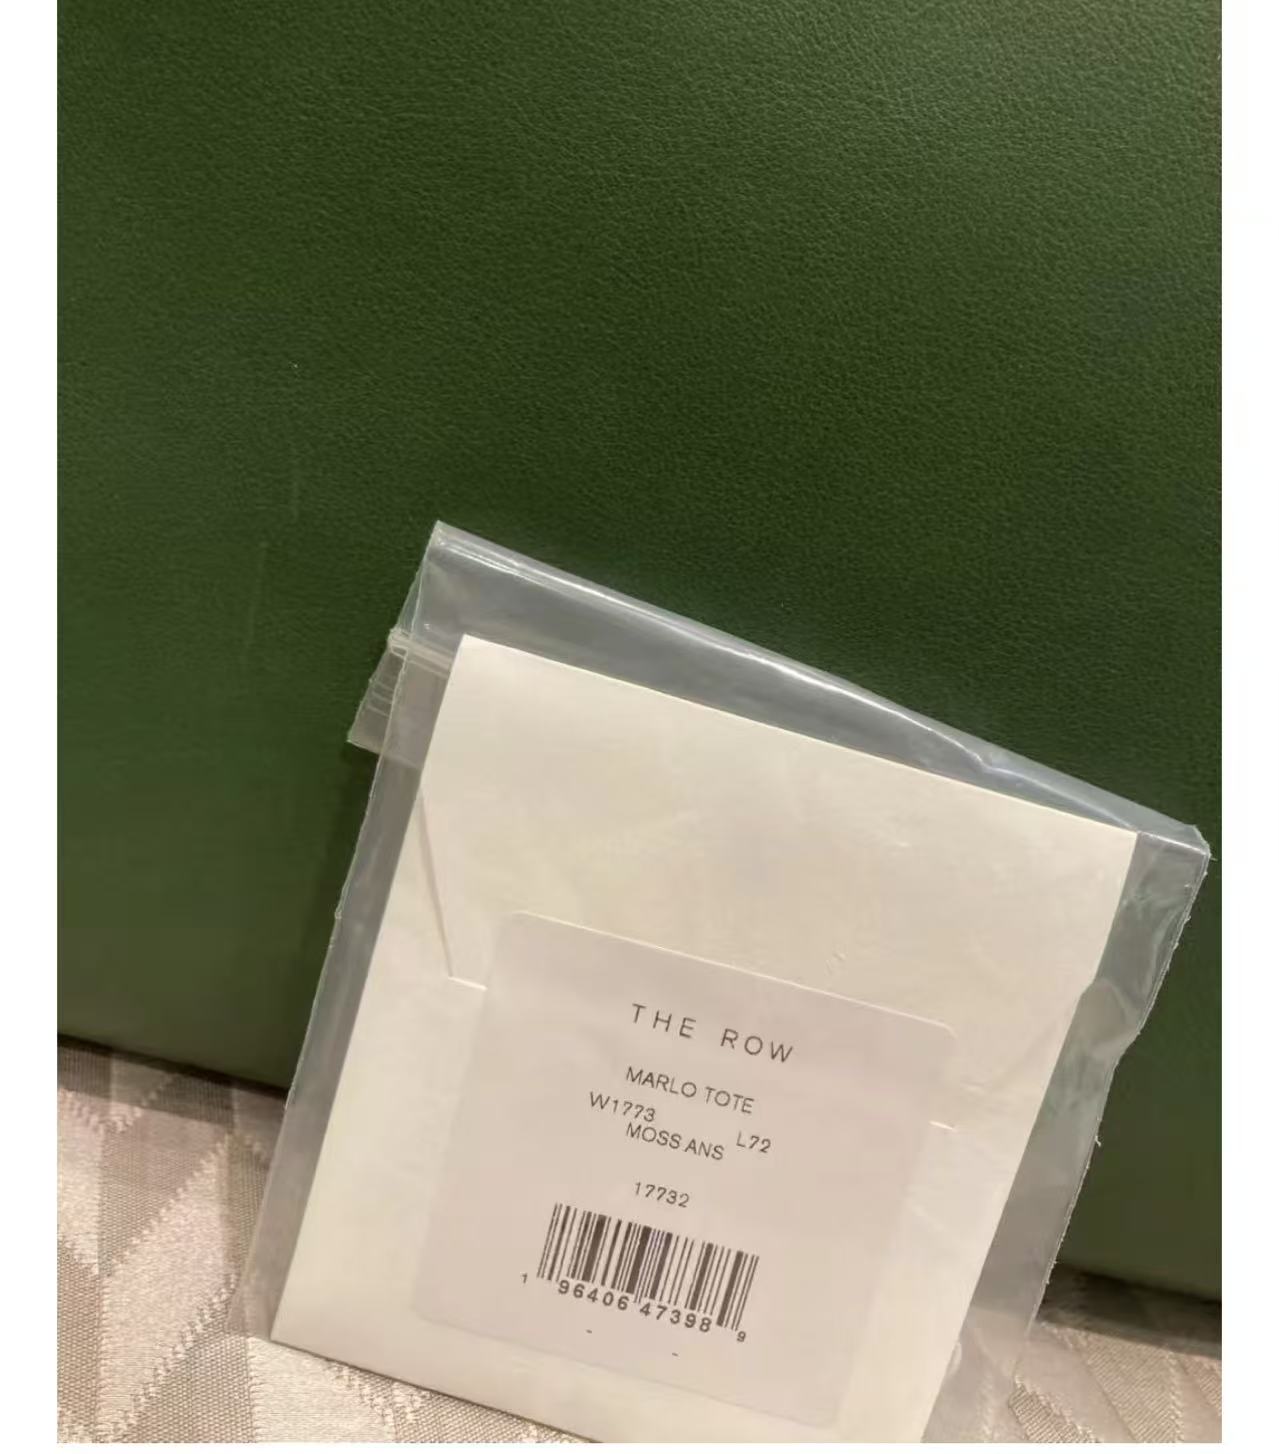 THE ROW
MARLO TOTE
W1773 L72
MOSS ANS
17732
1 96406 47398 9